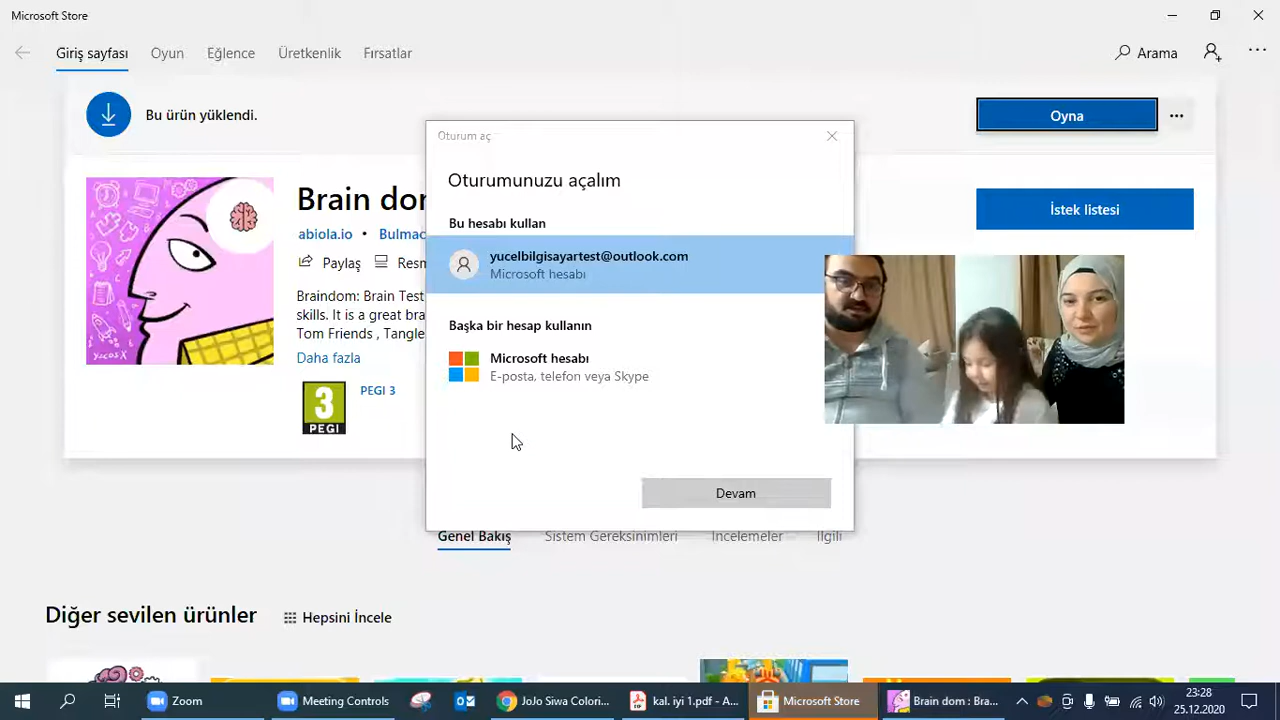 Microsoft Store
Giriş sayfası
Oyun
Eğlence
Üretkenlik
Fırsatlar
Arama
Bu ürün yüklendi.
Oyna
Oturum aç
Oturumunuzu açalım
Brain dom
İstek listesi
Bu hesabı kullan
abiola.io • Bulmac
yucelbilgisayartest@outlook.com
Paylaş
Resm
Microsoft hesabı
Braindom: Brain Test
skills. It is a great bra
Başka bir hesap kullanın
Tom Friends , Tangle
Daha fazla
Microsoft hesabı
E-posta, telefon veya Skype
3
PEGI
PEGI 3
Devam
Genel Bakış
Sistem Gereksinimleri
İncelemeler
İlgili
Diğer sevilen ürünler
Hepsini İncele
Zoom
Meeting Controls
JoJo Siwa Colori...
kal. iyi 1.pdf - A...
Microsoft Store
Brain dom : Bra...
23:28
25.12.2020